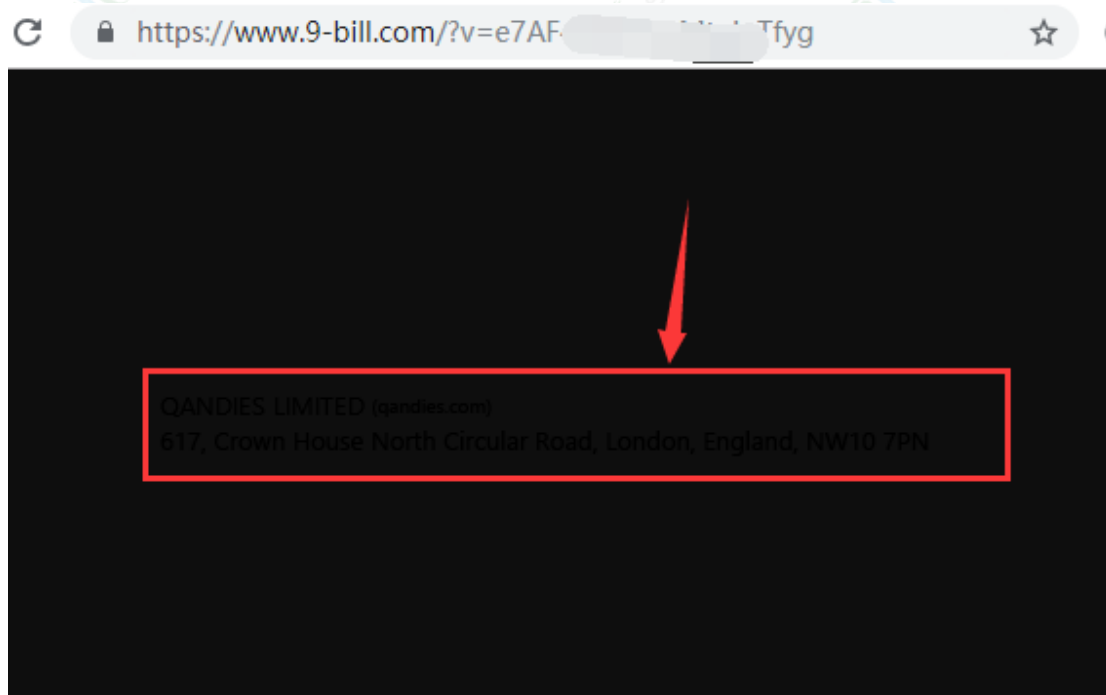 https://www.9-bill.com/?v=e7AF Tfyg
QANDIES LIMITED (qandies.com)
617, Crown House North Circular Road, London, England, NW10 7PN